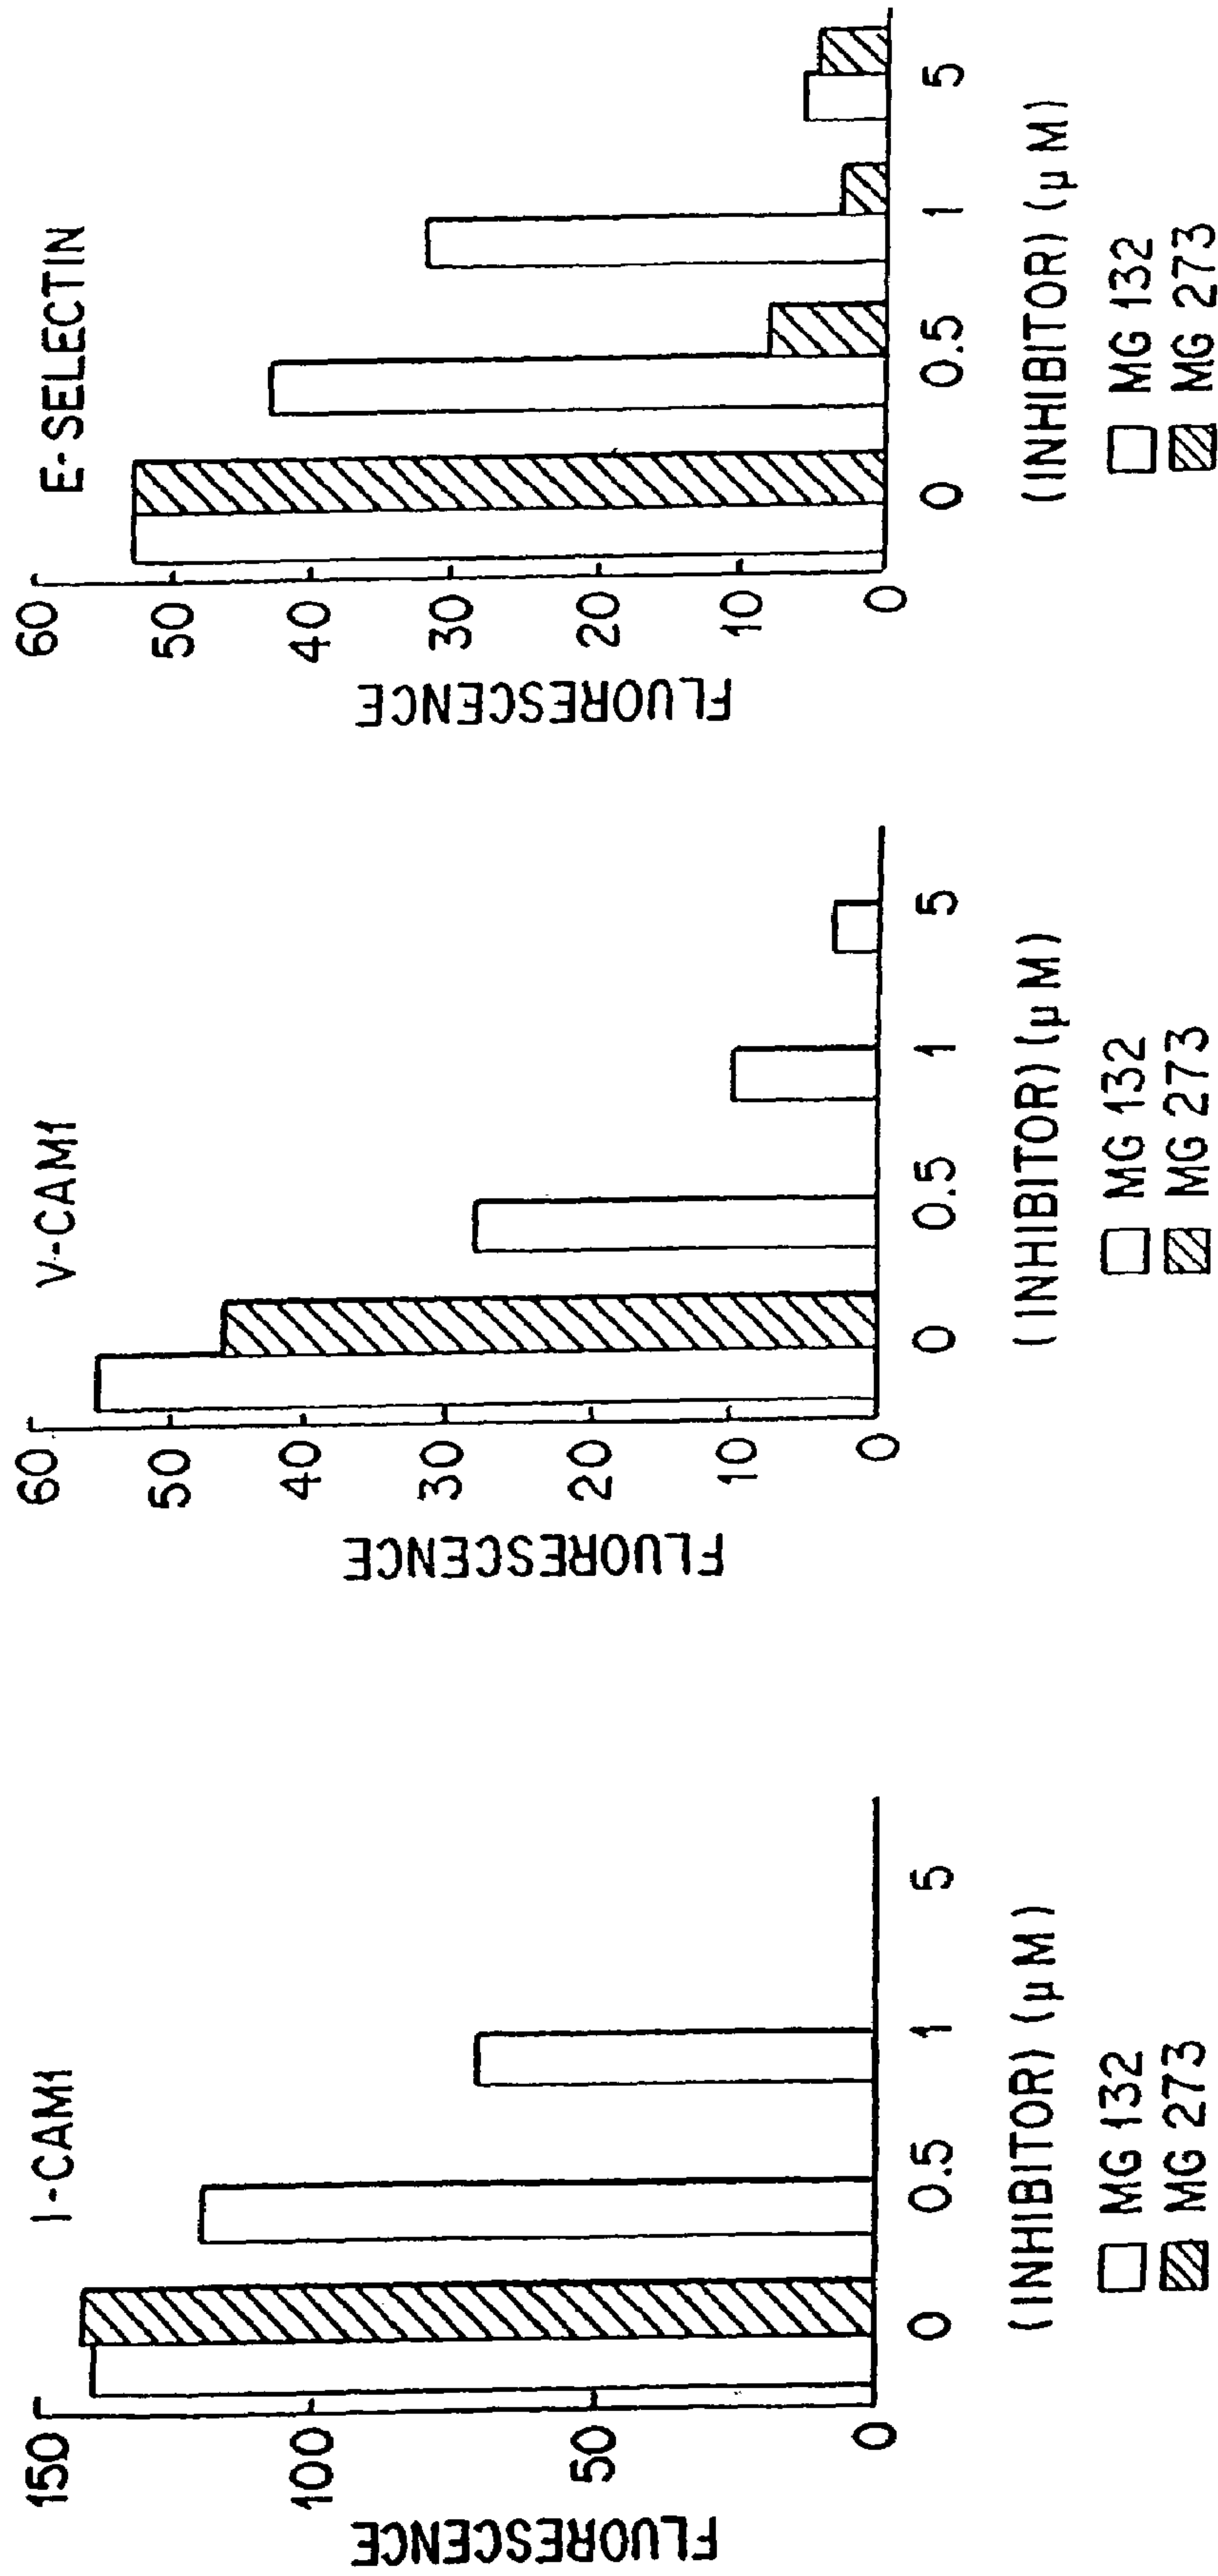 I-CAM1
FLUORESCENCE
150
100
50
0
0 0.5 1 5
(INHIBITOR) (μM)
MG 132
MG 273
V-CAM1
FLUORESCENCE
60
50
40
30
20
10
0
0 0.5 1 5
(INHIBITOR) (μM)
MG 132
MG 273
E-SELECTIN
FLUORESCENCE
60
50
40
30
20
10
0
0 0.5 1 5
(INHIBITOR) (μM)
MG 132
MG 273